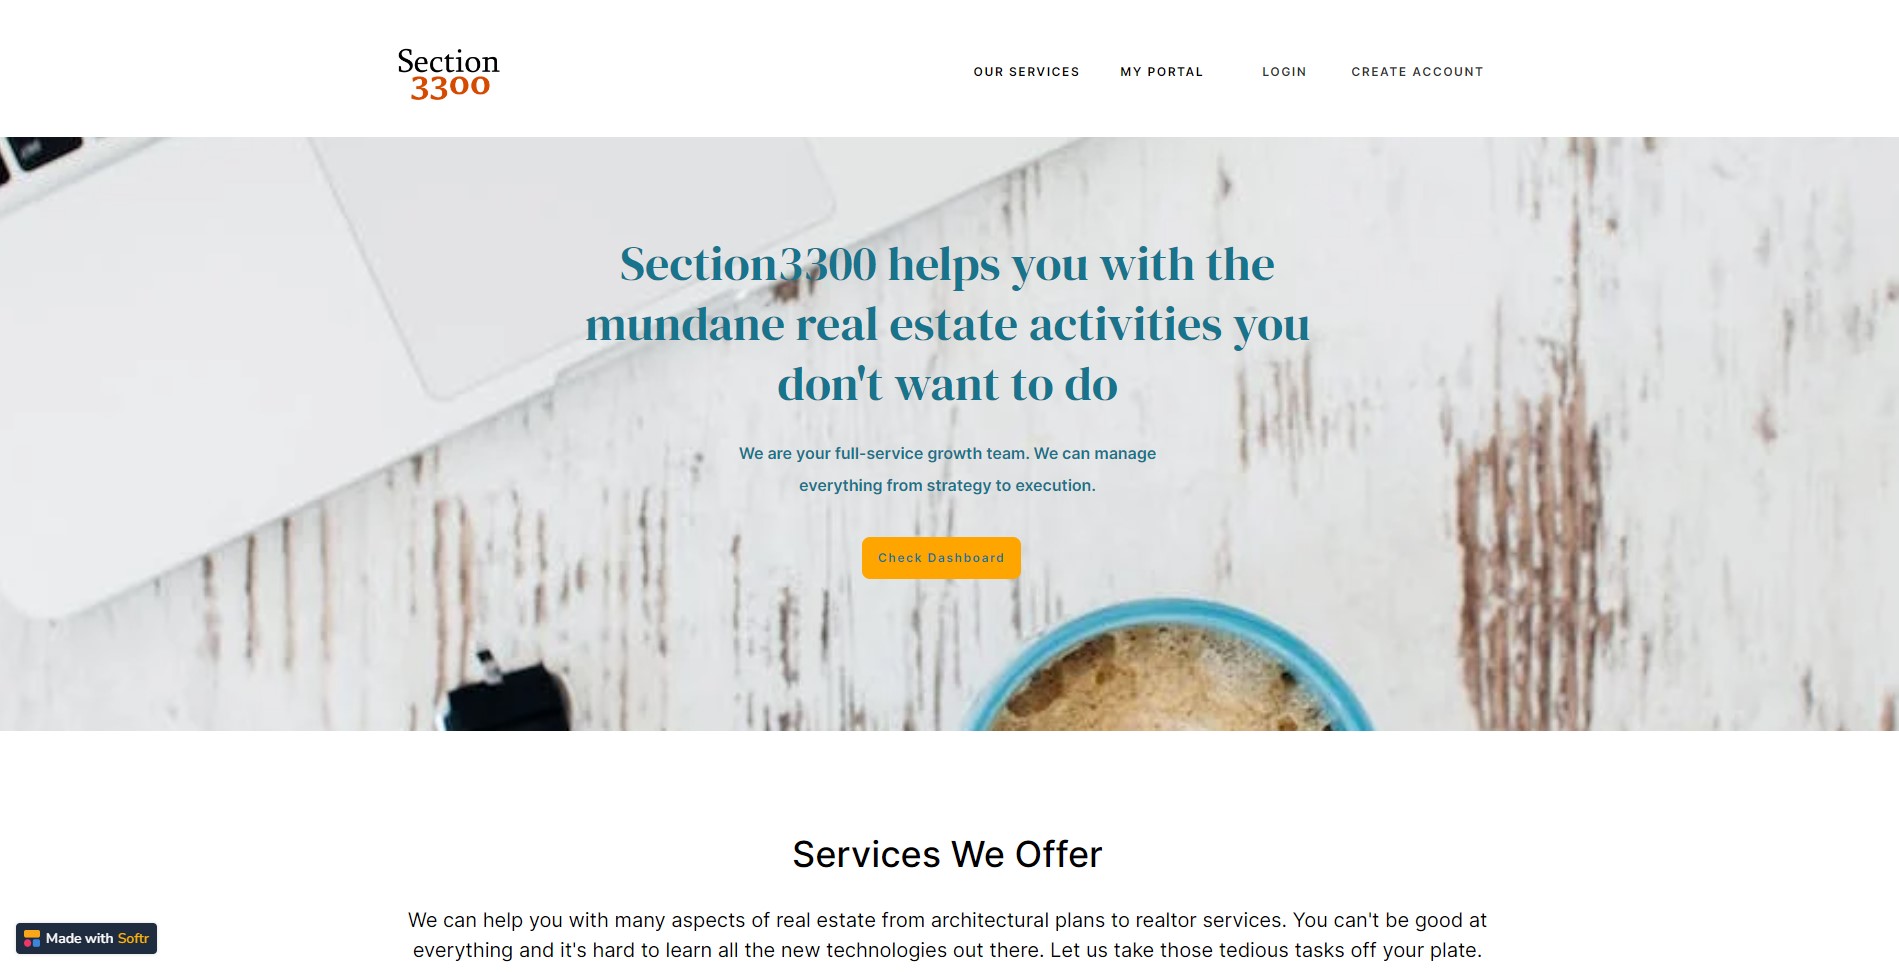 Section
3300
OUR SERVICES
MY PORTAL
LOGIN
CREATE ACCOUNT
Section3300 helps you with the
mundane real estate activities you
don't want to do
We are your full-service growth team. We can manage
everything from strategy to execution.
Check Dashboard
Services We Offer
We can help you with many aspects of real estate from architectural plans to realtor services. You can't be good at
everything and it's hard to learn all the new technologies out there. Let us take those tedious tasks off your plate.
Made with Softr